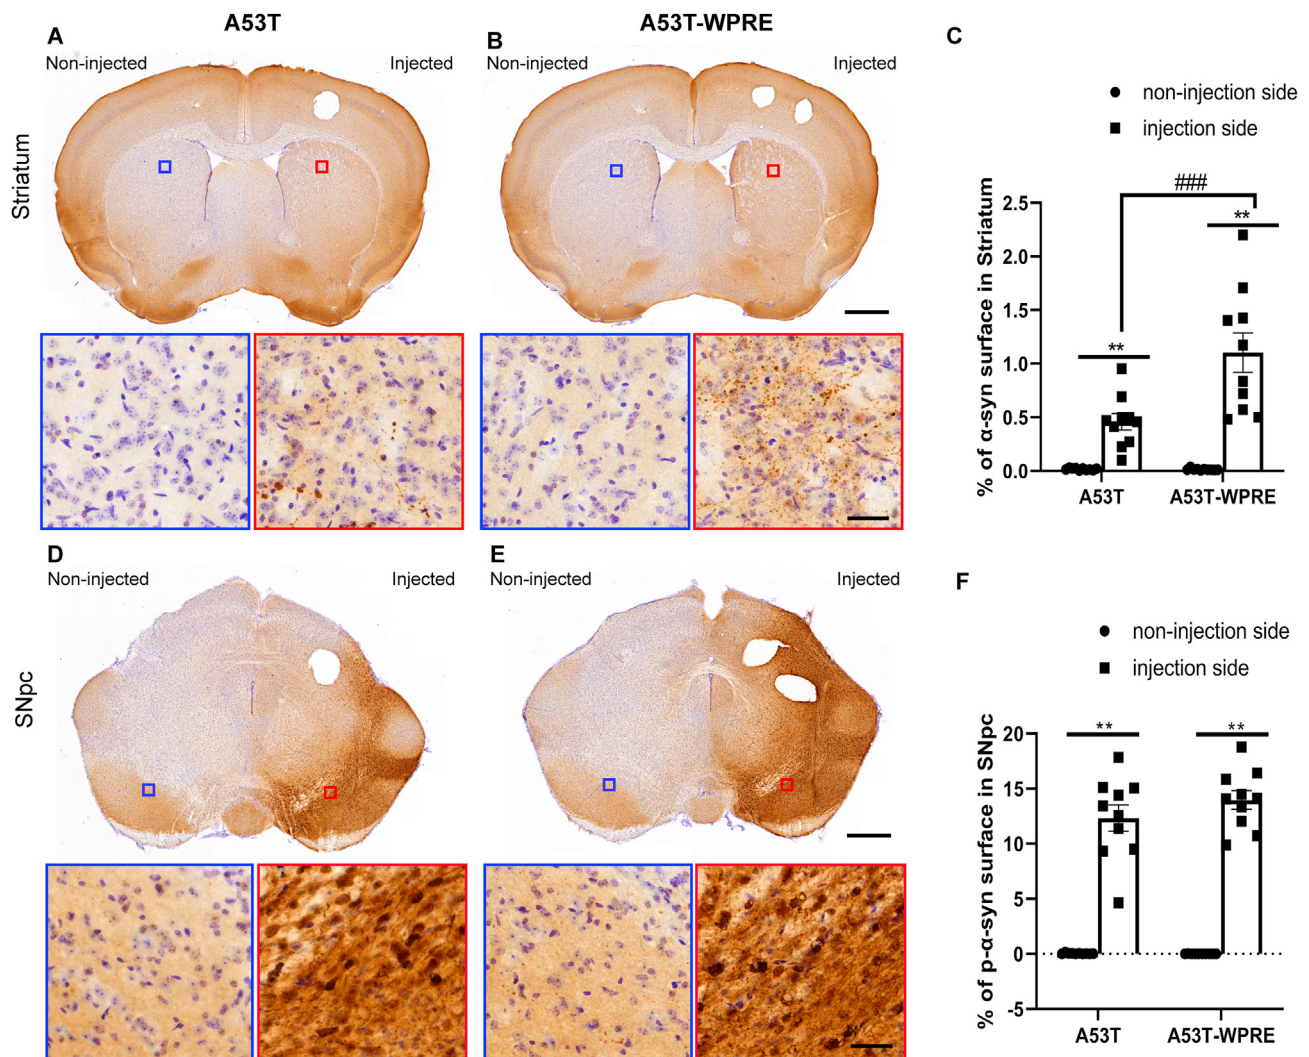 A53T
A53T-WPRE
A
Non-injected
Injected
B
Non-injected
Injected
Striatum
C
non-injection side
injection side
% of α-syn surface in Striatum
2.5
2.0
1.5
1.0
0.5
0.0
###
**
**
A53T
A53T-WPRE
D
Non-injected
Injected
E
Non-injected
Injected
SNpc
F
non-injection side
injection side
% of p-α-syn surface in SNpc
20
15
10
5
0
-5
**
**
A53T
A53T-WPRE